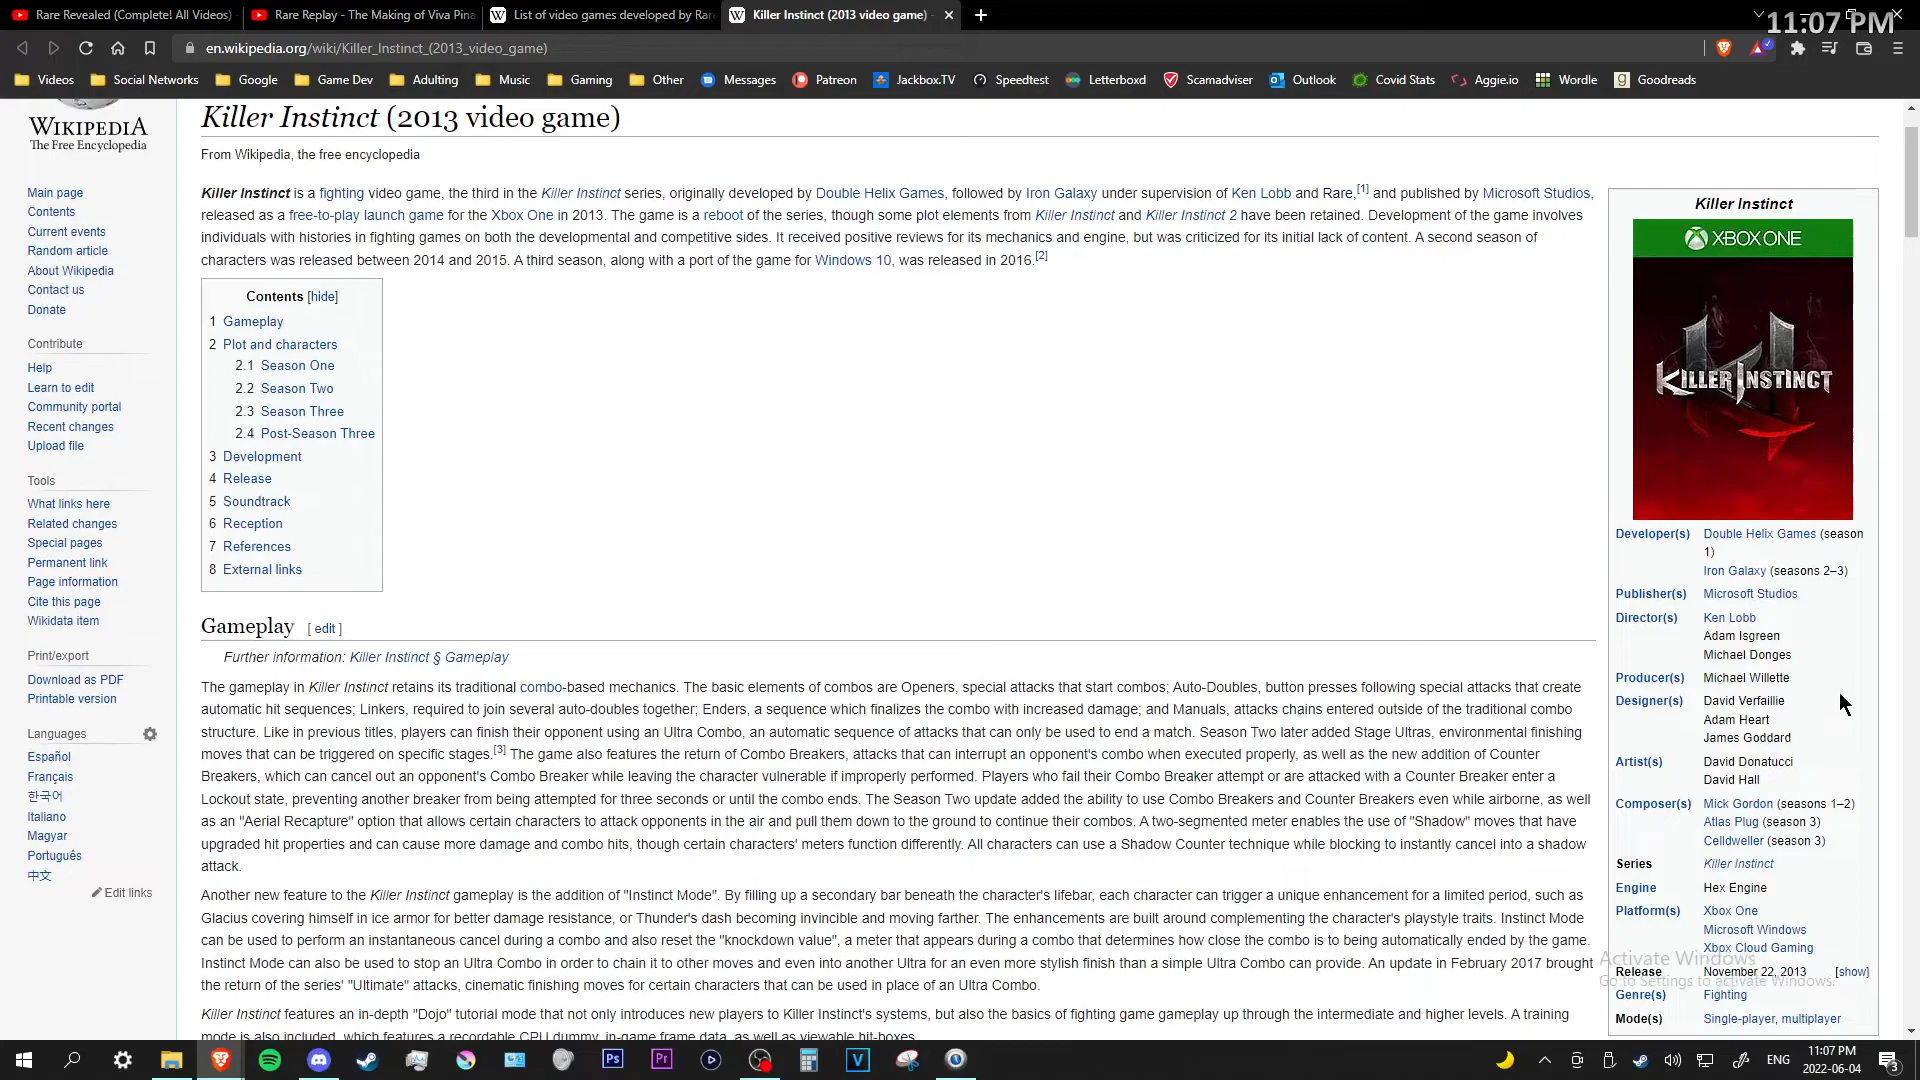 Rare Revealed (Complete! All Videos)
Rare Replay - The Making of Viva Pina
List of video games developed by Rar
Killer Instinct (2013 video game)
11:07 PM
en.wikipedia.org/wiki/Killer_Instinct_(2013_video_game)
Videos
Social Networks
Google
Game Dev
Adulting
Music
Gaming
Other
Messages
Patreon
Jackbox.TV
Speedtest
Letterboxd
Scamadviser
Outlook
Covid Stats
Aggie.io
Wordle
Goodreads
WIKIPEDIA
The Free Encyclopedia
Main page
Contents
Current events
Random article
About Wikipedia
Contact us
Donate
Contribute
Help
Learn to edit
Community portal
Recent changes
Upload file
Tools
What links here
Related changes
Special pages
Permanent link
Page information
Cite this page
Wikidata item
Print/export
Download as PDF
Printable version
Languages
Español
Français
한국어
Italiano
Magyar
Português
中文
Edit links
Killer Instinct (2013 video game)
From Wikipedia, the free encyclopedia
Killer Instinct is a fighting video game, the third in the Killer Instinct series, originally developed by Double Helix Games, followed by Iron Galaxy under supervision of Ken Lobb and Rare,[1] and published by Microsoft Studios,
released as a free-to-play launch game for the Xbox One in 2013. The game is a reboot of the series, though some plot elements from Killer Instinct and Killer Instinct 2 have been retained. Development of the game involves
individuals with histories in fighting games on both the developmental and competitive sides. It received positive reviews for its mechanics and engine, but was criticized for its initial lack of content. A second season of
characters was released between 2014 and 2015. A third season, along with a port of the game for Windows 10, was released in 2016.[2]
Contents [hide]
1 Gameplay
2 Plot and characters
2.1 Season One
2.2 Season Two
2.3 Season Three
2.4 Post-Season Three
3 Development
4 Release
5 Soundtrack
6 Reception
7 References
8 External links
Gameplay [ edit ]
Further information: Killer Instinct § Gameplay
The gameplay in Killer Instinct retains its traditional combo-based mechanics. The basic elements of combos are Openers, special attacks that start combos; Auto-Doubles, button presses following special attacks that create
automatic hit sequences; Linkers, required to join several auto-doubles together; Enders, a sequence which finalizes the combo with increased damage; and Manuals, attacks chains entered outside of the traditional combo
structure. Like in previous titles, players can finish their opponent using an Ultra Combo, an automatic sequence of attacks that can only be used to end a match. Season Two later added Stage Ultras, environmental finishing
moves that can be triggered on specific stages.[3] The game also features the return of Combo Breakers, attacks that can interrupt an opponent's combo when executed properly, as well as the new addition of Counter
Breakers, which can cancel out an opponent's Combo Breaker while leaving the character vulnerable if improperly performed. Players who fail their Combo Breaker attempt or are attacked with a Counter Breaker enter a
Lockout state, preventing another breaker from being attempted for three seconds or until the combo ends. The Season Two update added the ability to use Combo Breakers and Counter Breakers even while airborne, as well
as an "Aerial Recapture" option that allows certain characters to attack opponents in the air and pull them down to the ground to continue their combos. A two-segmented meter enables the use of "Shadow" moves that have
upgraded hit properties and can cause more damage and combo hits, though certain characters' meters function differently. All characters can use a Shadow Counter technique while blocking to instantly cancel into a shadow
attack.
Another new feature to the Killer Instinct gameplay is the addition of "Instinct Mode". By filling up a secondary bar beneath the character's lifebar, each character can trigger a unique enhancement for a limited period, such as
Glacius covering himself in ice armor for better damage resistance, or Thunder's dash becoming invincible and moving farther. The enhancements are built around complementing the character's playstyle traits. Instinct Mode
can be used to perform an instantaneous cancel during a combo and also reset the "knockdown value", a meter that appears during a combo that determines how close the combo is to being automatically ended by the game.
Instinct Mode can also be used to stop an Ultra Combo in order to chain it to other moves and even into another Ultra for an even more stylish finish than a simple Ultra Combo can provide. An update in February 2017 brought
the return of the series' "Ultimate" attacks, cinematic finishing moves for certain characters that can be used in place of an Ultra Combo.
Killer Instinct features an in-depth "Dojo" tutorial mode that not only introduces new players to Killer Instinct's systems, but also the basics of fighting game gameplay up through the intermediate and higher levels. A training
mode is also included, which features a recordable CPU dummy, in-game frame data, as well as viewable hit-boxes.
Killer Instinct
XBOX ONE
KILLER INSTINCT
Developer(s) Double Helix Games (season
1)
Iron Galaxy (seasons 2–3)
Publisher(s) Microsoft Studios
Director(s) Ken Lobb
Adam Isgreen
Michael Donges
Producer(s) Michael Willette
Designer(s) David Verfaillie
Adam Heart
James Goddard
Artist(s) David Donatucci
David Hall
Composer(s) Mick Gordon (seasons 1–2)
Atlas Plug (season 3)
Celldweller (season 3)
Series Killer Instinct
Engine Hex Engine
Platform(s) Xbox One
Microsoft Windows
Xbox Cloud Gaming
Release November 22, 2013 [show]
Genre(s) Fighting
Mode(s) Single-player, multiplayer
Activate Windows
Go to Settings to activate Windows.
Ps
Pr
V
ENG
11:07 PM
2022-06-04
3